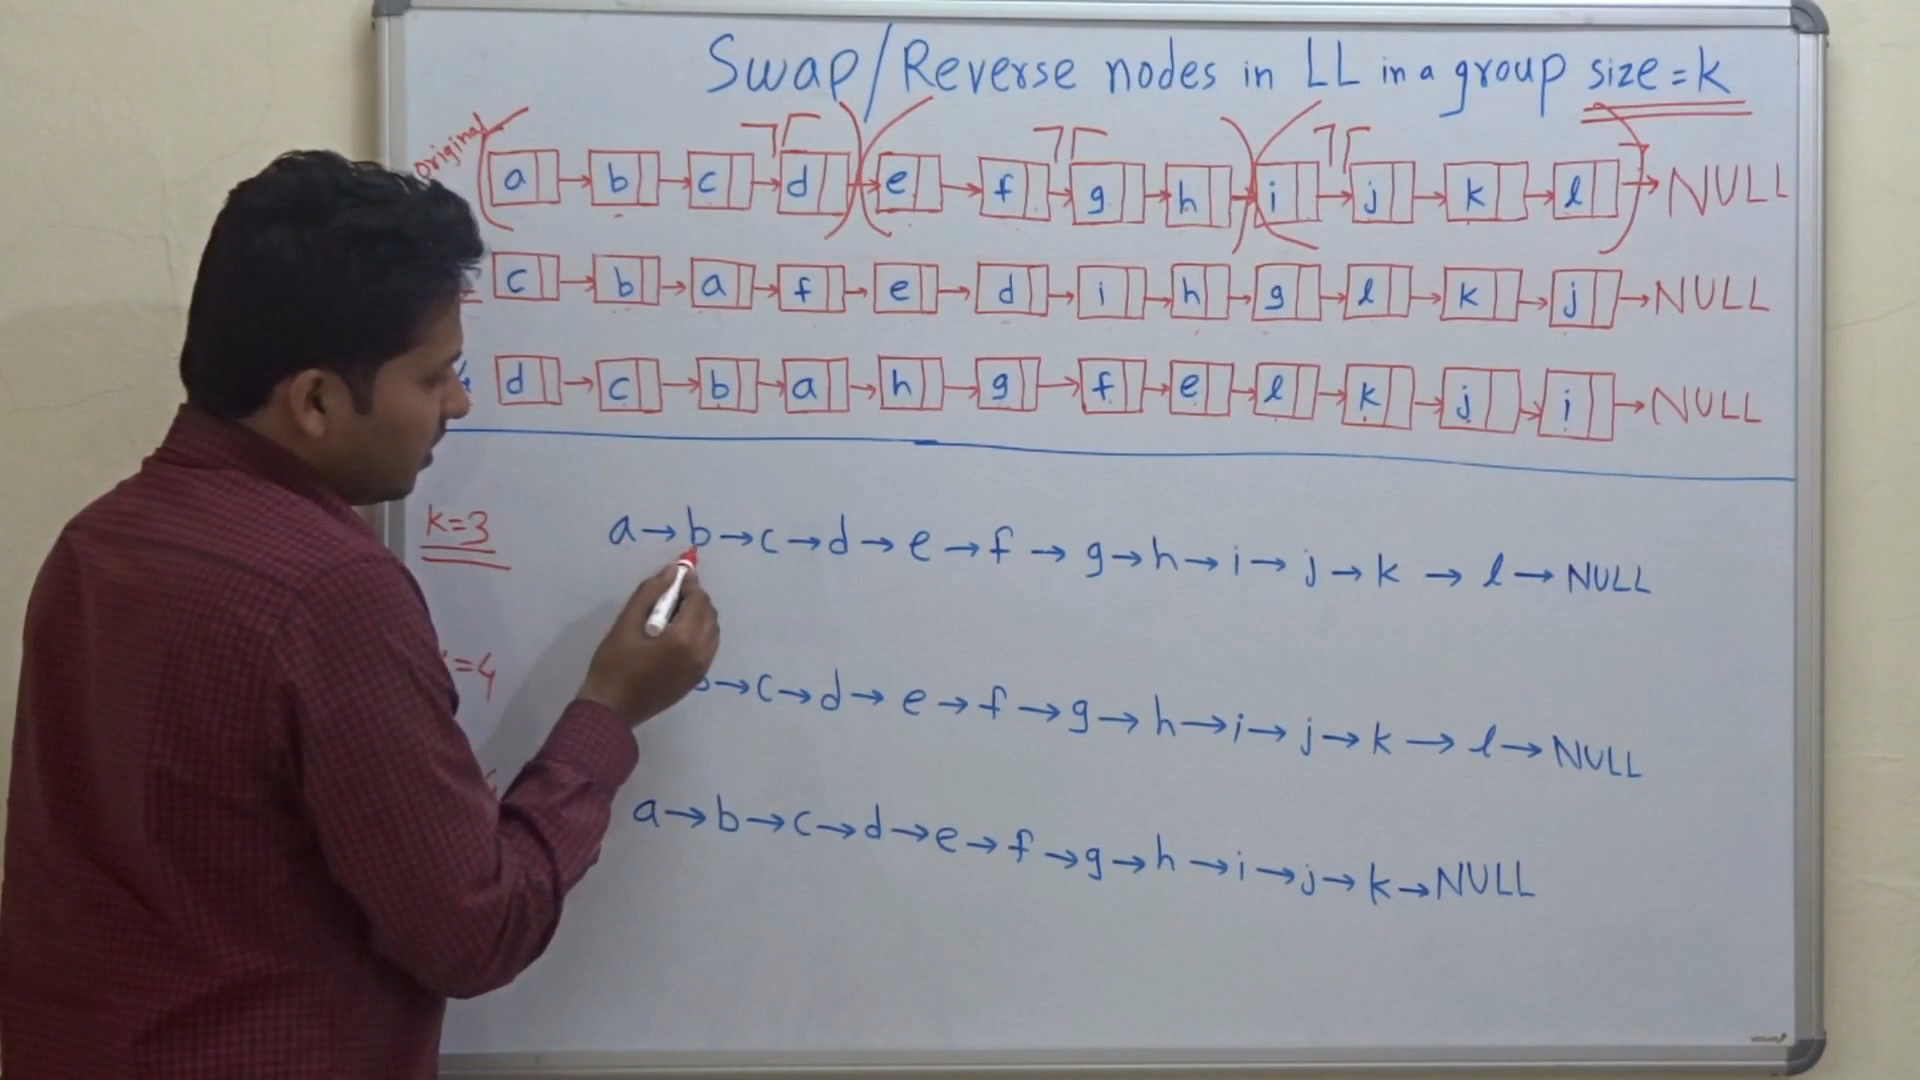 Swap/Reverse nodes in LL in a group size=k
original
a→b→c→d→e→f→g→h→i→j→k→l→NULL
c→b→a→f→e→d→i→h→g→l→k→j→NULL
d→c→b→a→h→g→f→e→l→k→j→i→NULL
k=3 a→b→c→d→e→f→g→h→i→j→k→l→NULL
=4 →c→d→e→f→g→h→i→j→k→l→NULL
a→b→c→d→e→f→g→h→i→j→k→NULL